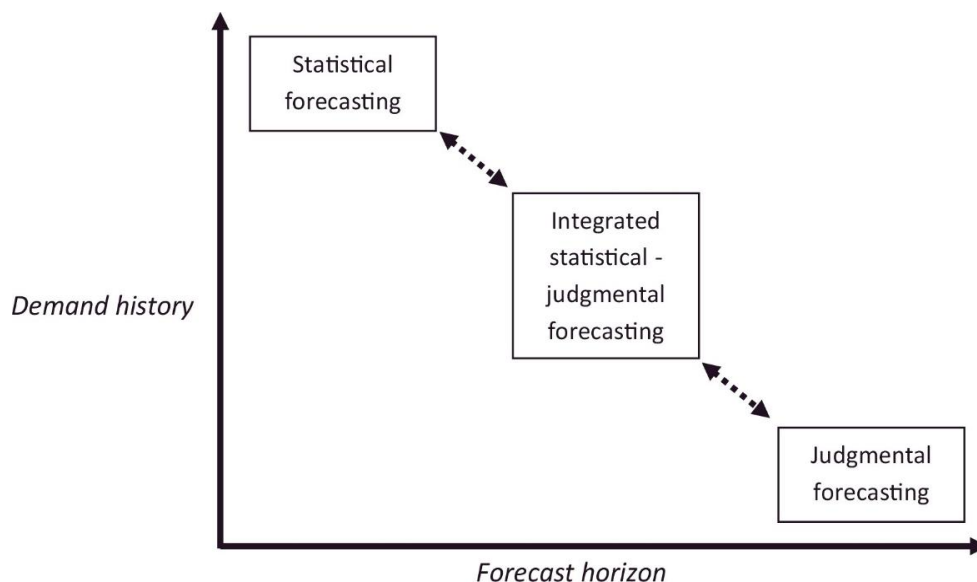 Statistical
forecasting
Integrated
statistical -
judgmental
forecasting
Demand history
Judgmental
forecasting
Forecast horizon